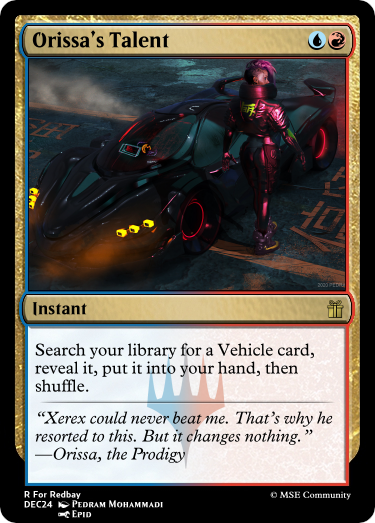 Orissa's Talent
Instant
Search your library for a Vehicle card,
reveal it, put it into your hand, then
shuffle.
“Xerex could never beat me. That's why he
resorted to this. But it changes nothing.”
—Orissa, the Prodigy
R For Redbay
DEC24 Pedram Mohammadi
Epid
© MSE Community